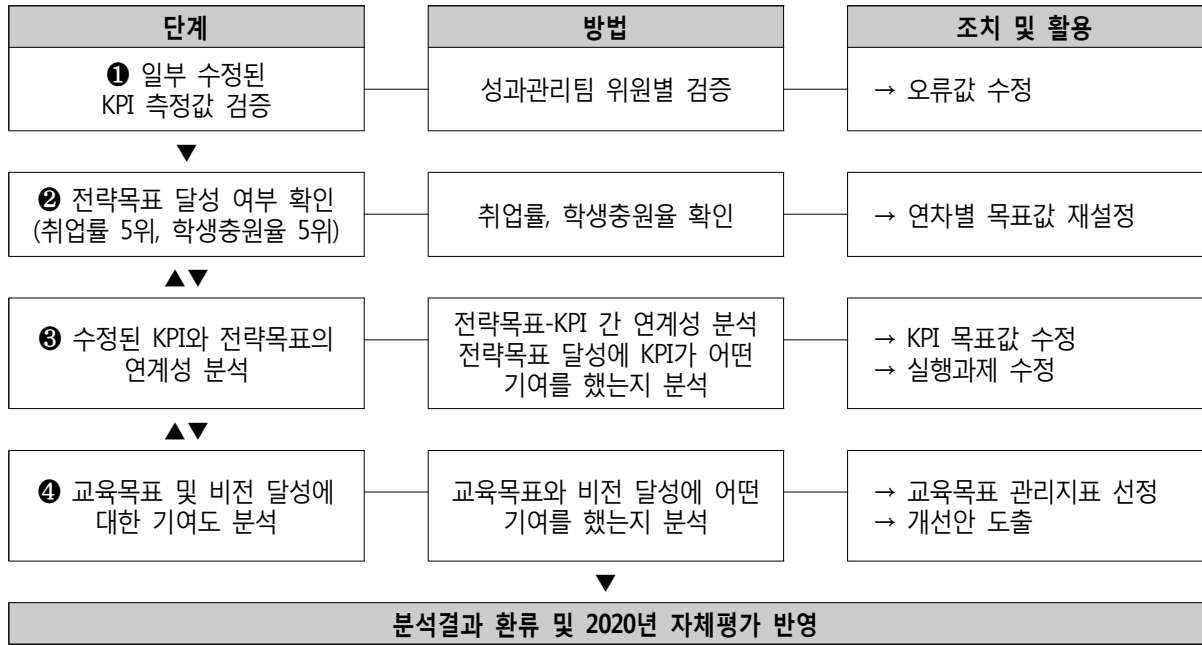 단계
방법
조치 및 활용
❶ 일부 수정된
KPI 측정값 검증
성과관리팀 위원별 검증
→ 오류값 수정
▼
❷ 전략목표 달성 여부 확인
(취업률 5위, 학생충원율 5위)
취업률, 학생충원율 확인
→ 연차별 목표값 재설정
▲▼
❸ 수정된 KPI와 전략목표의
연계성 분석
전략목표-KPI 간 연계성 분석
전략목표 달성에 KPI가 어떤
기여를 했는지 분석
→ KPI 목표값 수정
→ 실행과제 수정
▲▼
❹ 교육목표 및 비전 달성에
대한 기여도 분석
교육목표와 비전 달성에 어떤
기여를 했는지 분석
→ 교육목표 관리지표 선정
→ 개선안 도출
▼
분석결과 환류 및 2020년 자체평가 반영